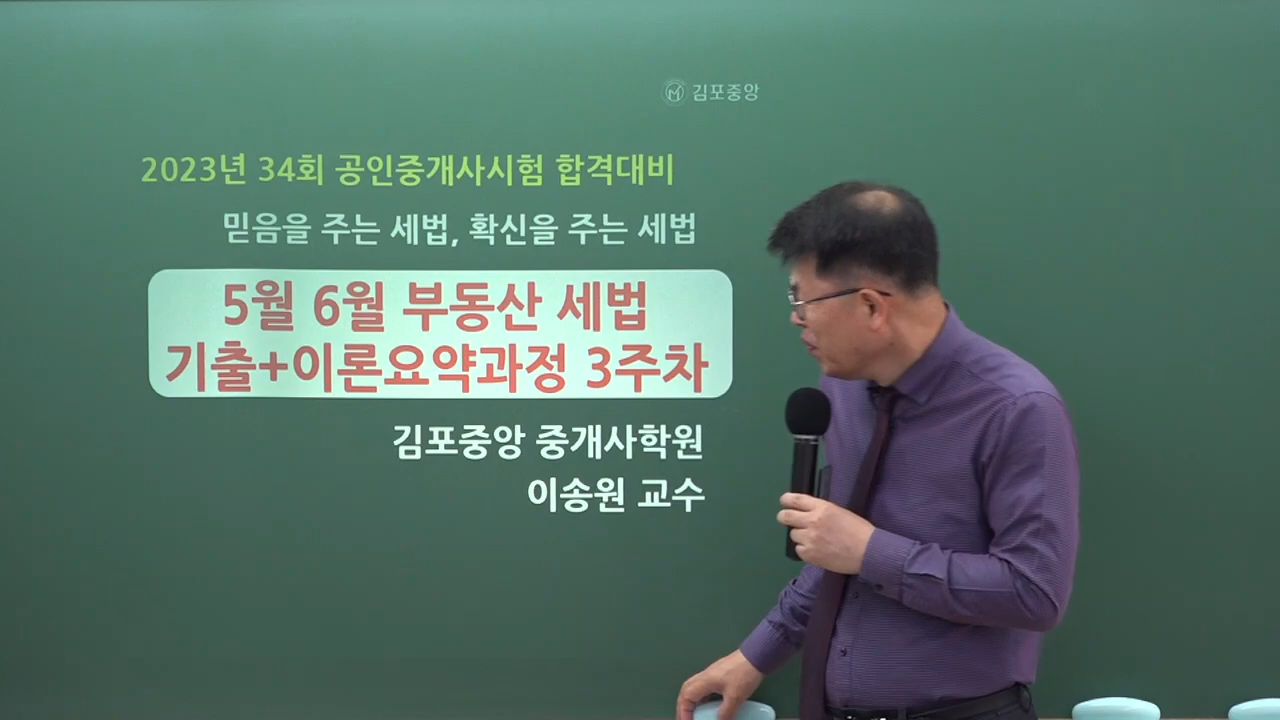 김포중앙
2023년 34회 공인중개사시험 합격대비
믿음을 주는 세법, 확신을 주는 세법
5월 6월 부동산 세법
기출+이론요약과정 3주차
김포중앙 중개사학원
이송원 교수